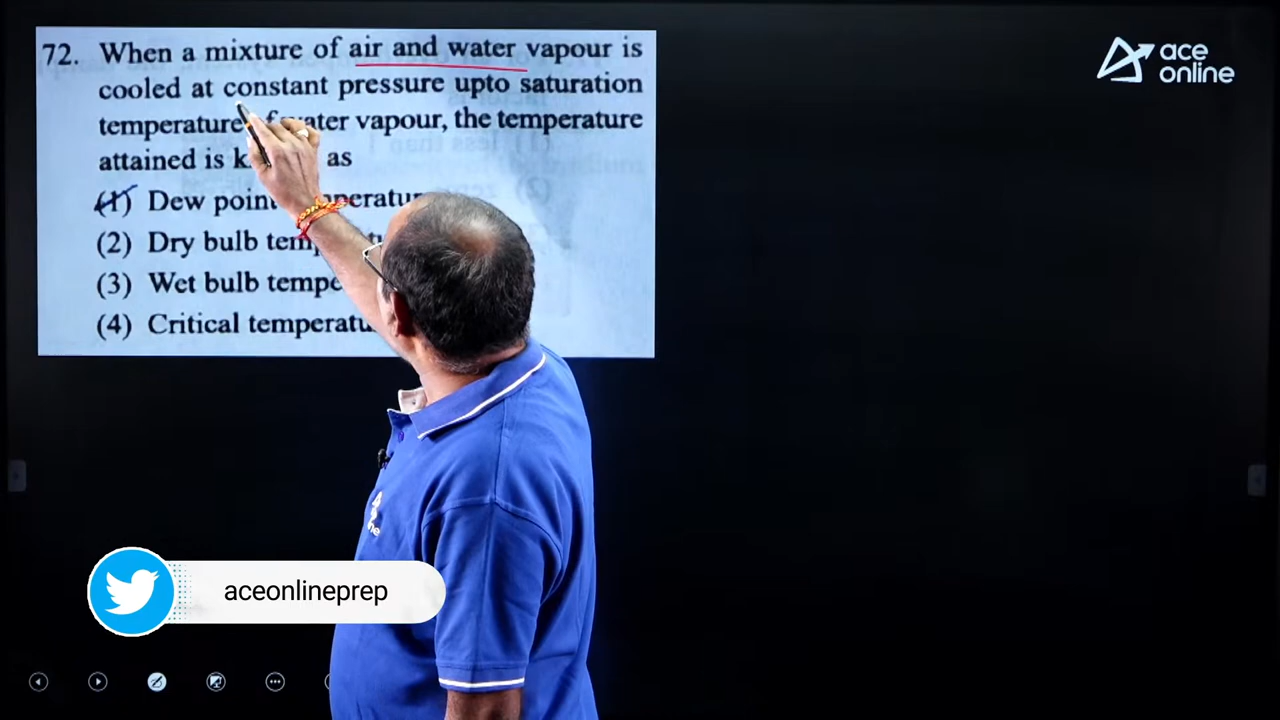 72. When a mixture of air and water vapour is
cooled at constant pressure upto saturation
temperature water vapour, the temperature
attained is as
(1) Dew point
(2) Dry bulb
(3) Wet bulb
(4) Critical
ace
online
aceonlineprep